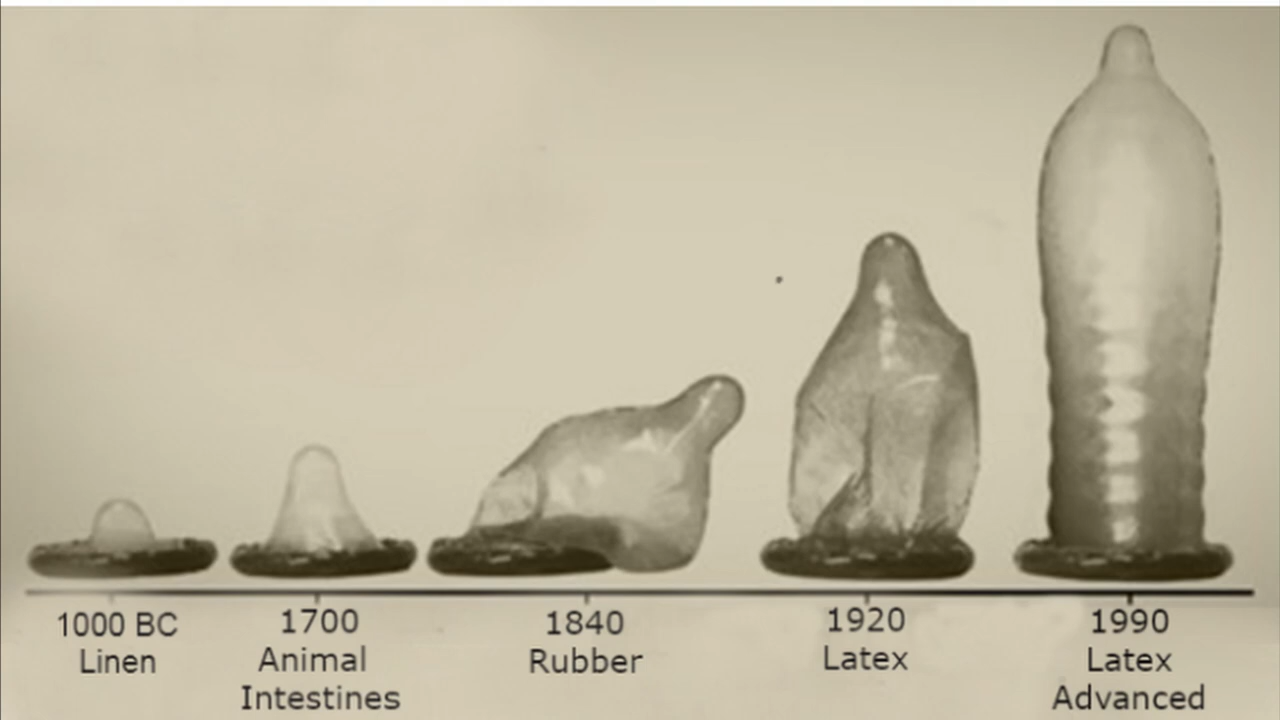 1000 BC
Linen
1700
Animal
Intestines
1840
Rubber
1920
Latex
1990
Latex
Advanced